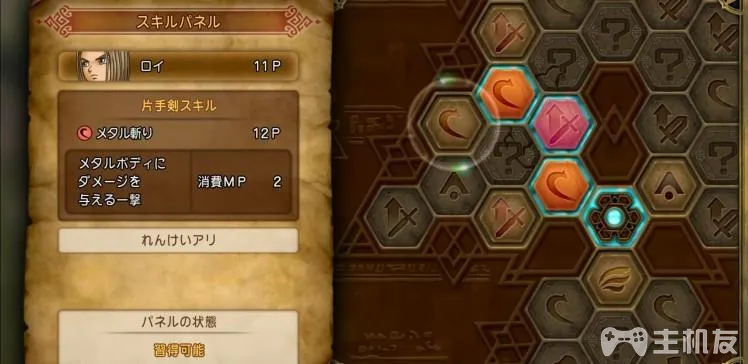 スキルパネル
ロイ 11P
片手剣スキル
メタル斬り 12P
メタルボディに
ダメージを
与える一撃
消費MP 2
れんけいアリ
パネルの状態
習得可能
主机友